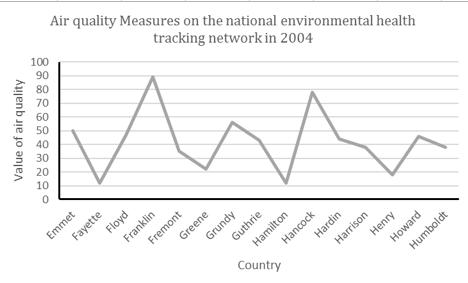 Air quality Measures on the national environmental health
tracking network in 2004
Value of air quality
100
90
80
70
60
50
40
30
20
10
0
Emmet
Fayette
Floyd
Franklin
Fremont
Greene
Grundy
Guthrie
Hamilton
Hancock
Hardin
Harrison
Henry
Howard
Humboldt
Country